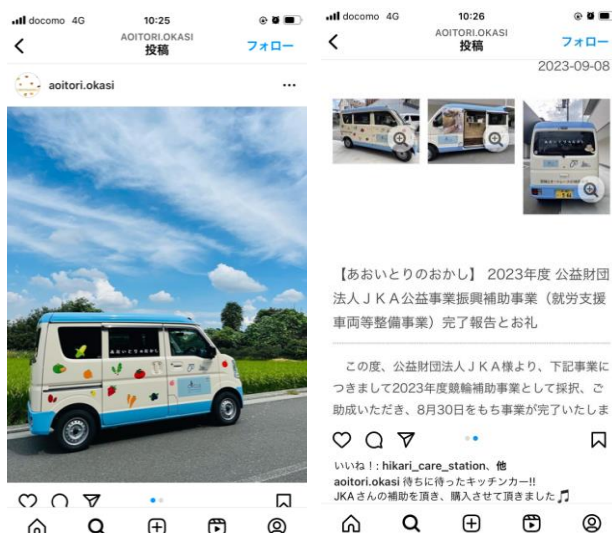 docomo 4G 10:25
AOITORI.OKASI
投稿
フォロー
aoitori.okasi
あおいとりのおかし
docomo 4G 10:26
AOITORI.OKASI
投稿
フォロー
2023-09-08
【あおいとりのおかし】 2023年度 公益財団
法人ＪＫＡ公益事業振興補助事業（就労支援
車両等整備事業）完了報告とお礼
この度、公益財団法人ＪＫＡ様より、下記事業に
つきまして2023年度競輪補助事業として採択、ご
助成いただき、8月30日をもち事業が完了いたしま
いいね！: hikari_care_station、他
aoitori.okasi 待ちに待ったキッチンカー!!
JKAさんの補助を頂き、購入させて頂きました🎵